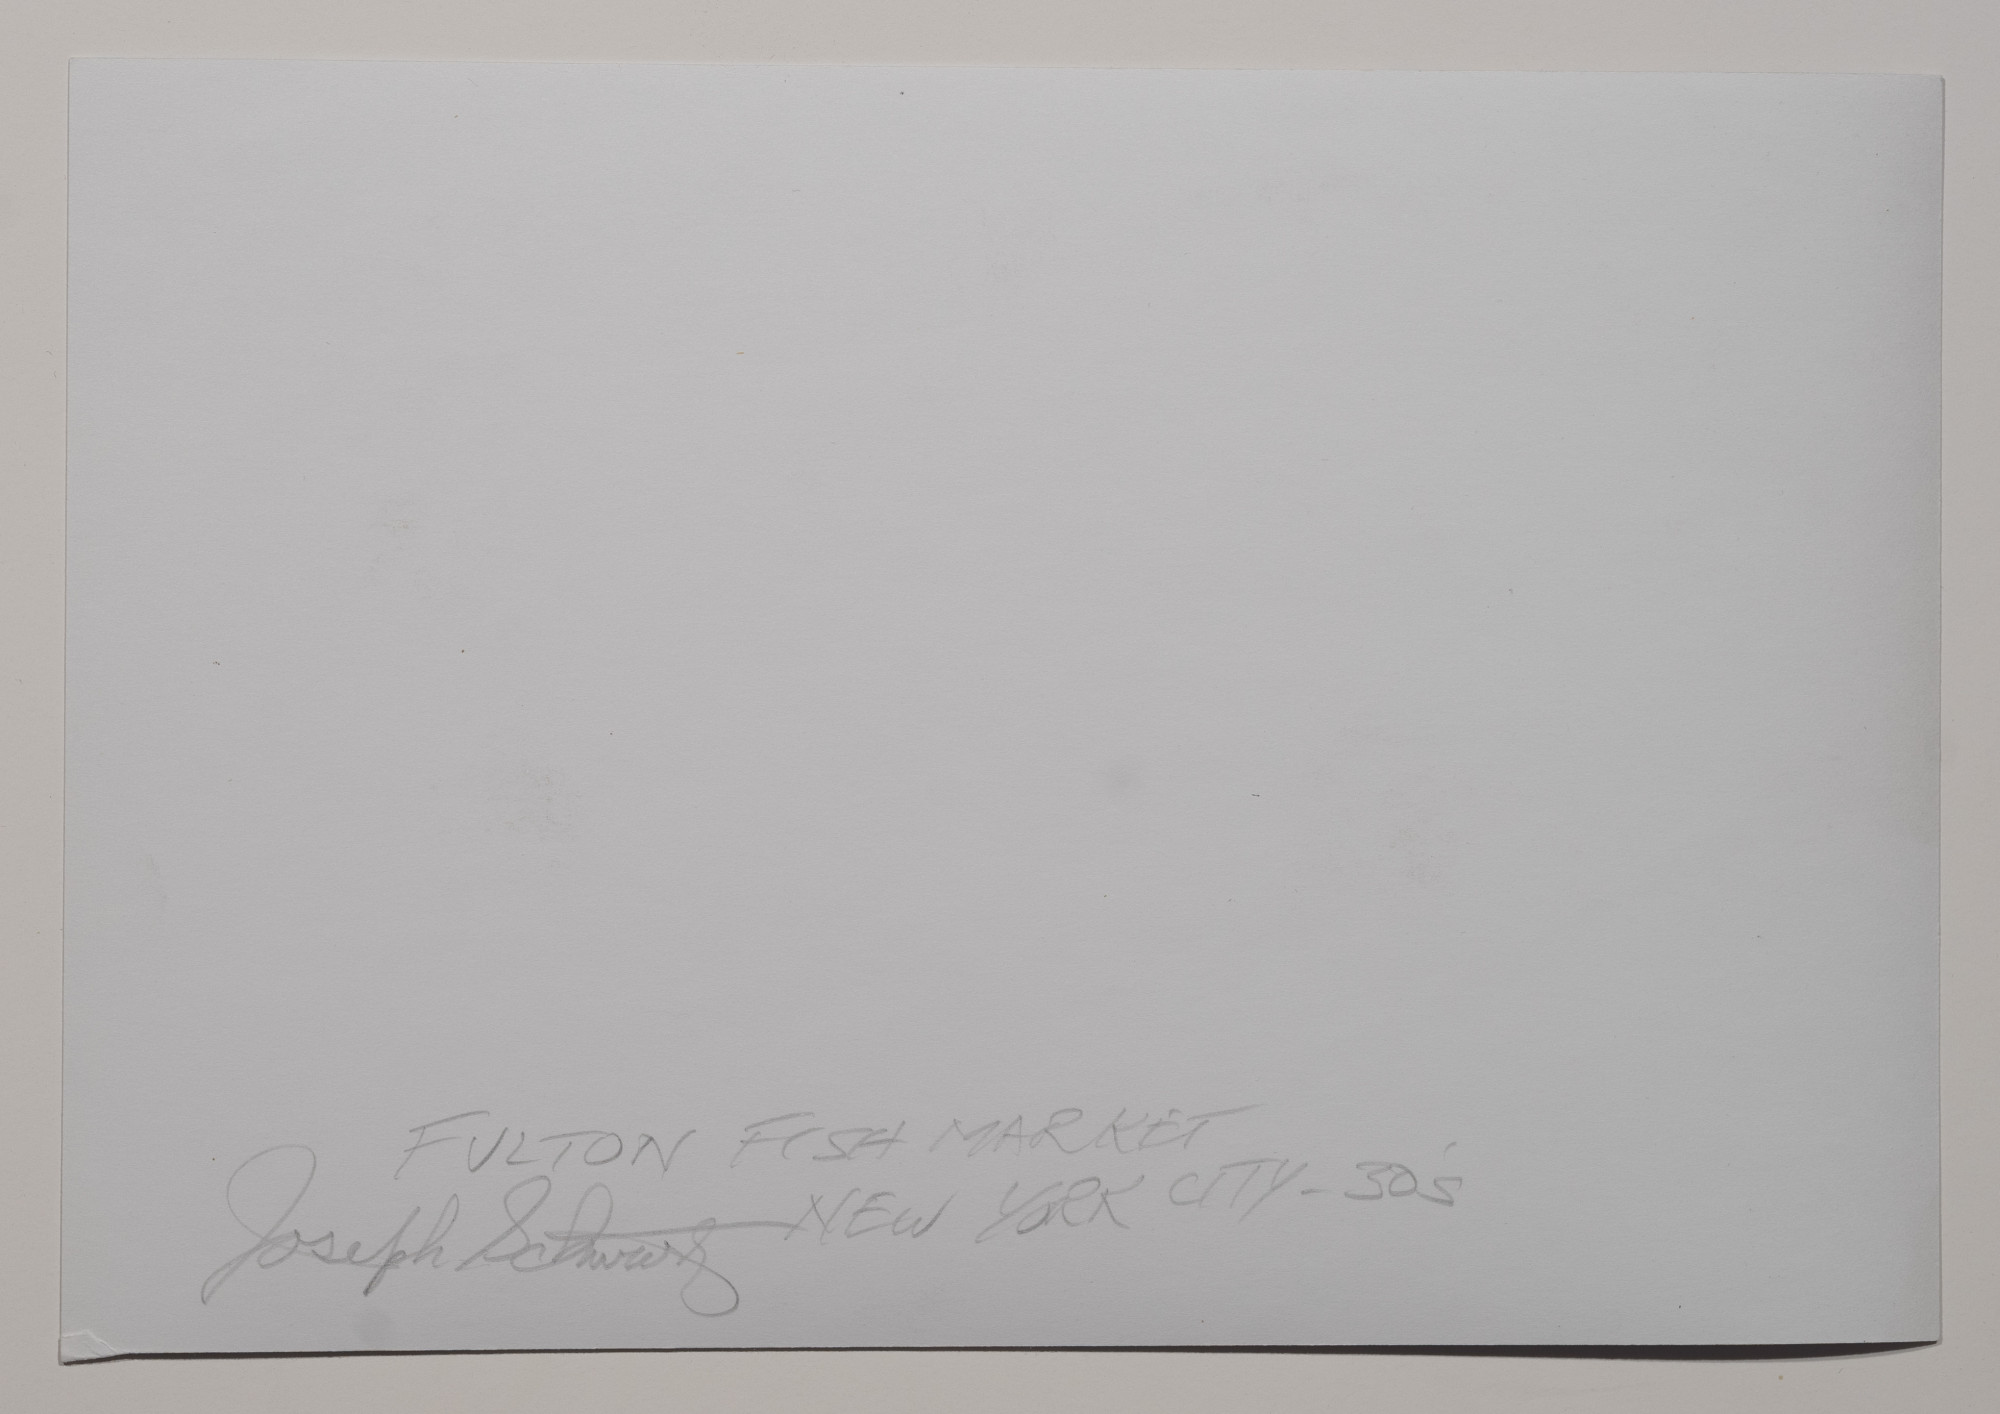 FULTON FISH MARKET
NEW YORK CITY - 30's
Joseph Schwartz